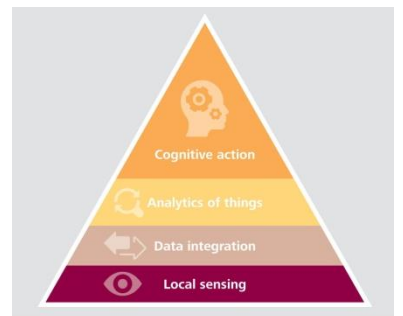 Cognitive action
Analytics of things
Data integration
Local sensing